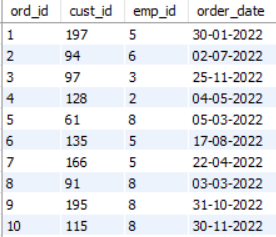 ord_id cust_id emp_id order_date
1 197 5 30-01-2022
2 94 6 02-07-2022
3 97 3 25-11-2022
4 128 2 04-05-2022
5 61 8 05-03-2022
6 135 5 17-08-2022
7 166 5 22-04-2022
8 91 8 03-03-2022
9 195 8 31-10-2022
10 115 8 30-11-2022